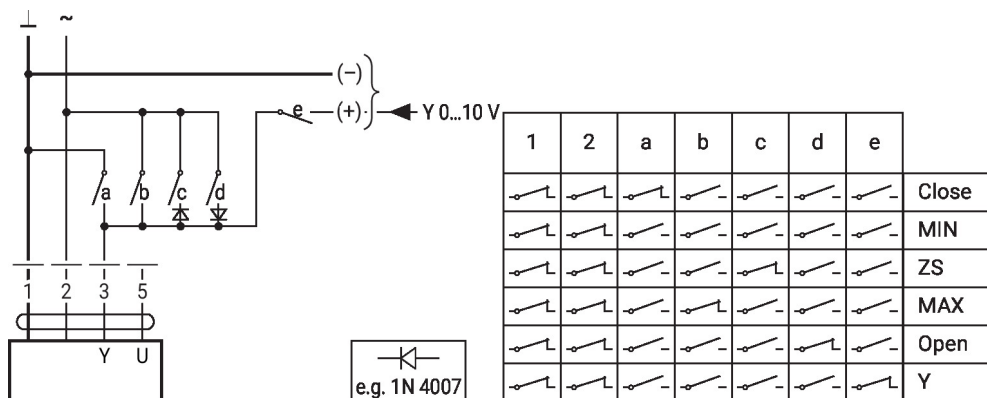 ⊥ ~
(–)
e (+) Y 0...10 V
a b c d
1 2 3 5
Y U
e.g. 1N 4007
1 2 a b c d e
Close
MIN
ZS
MAX
Open
Y